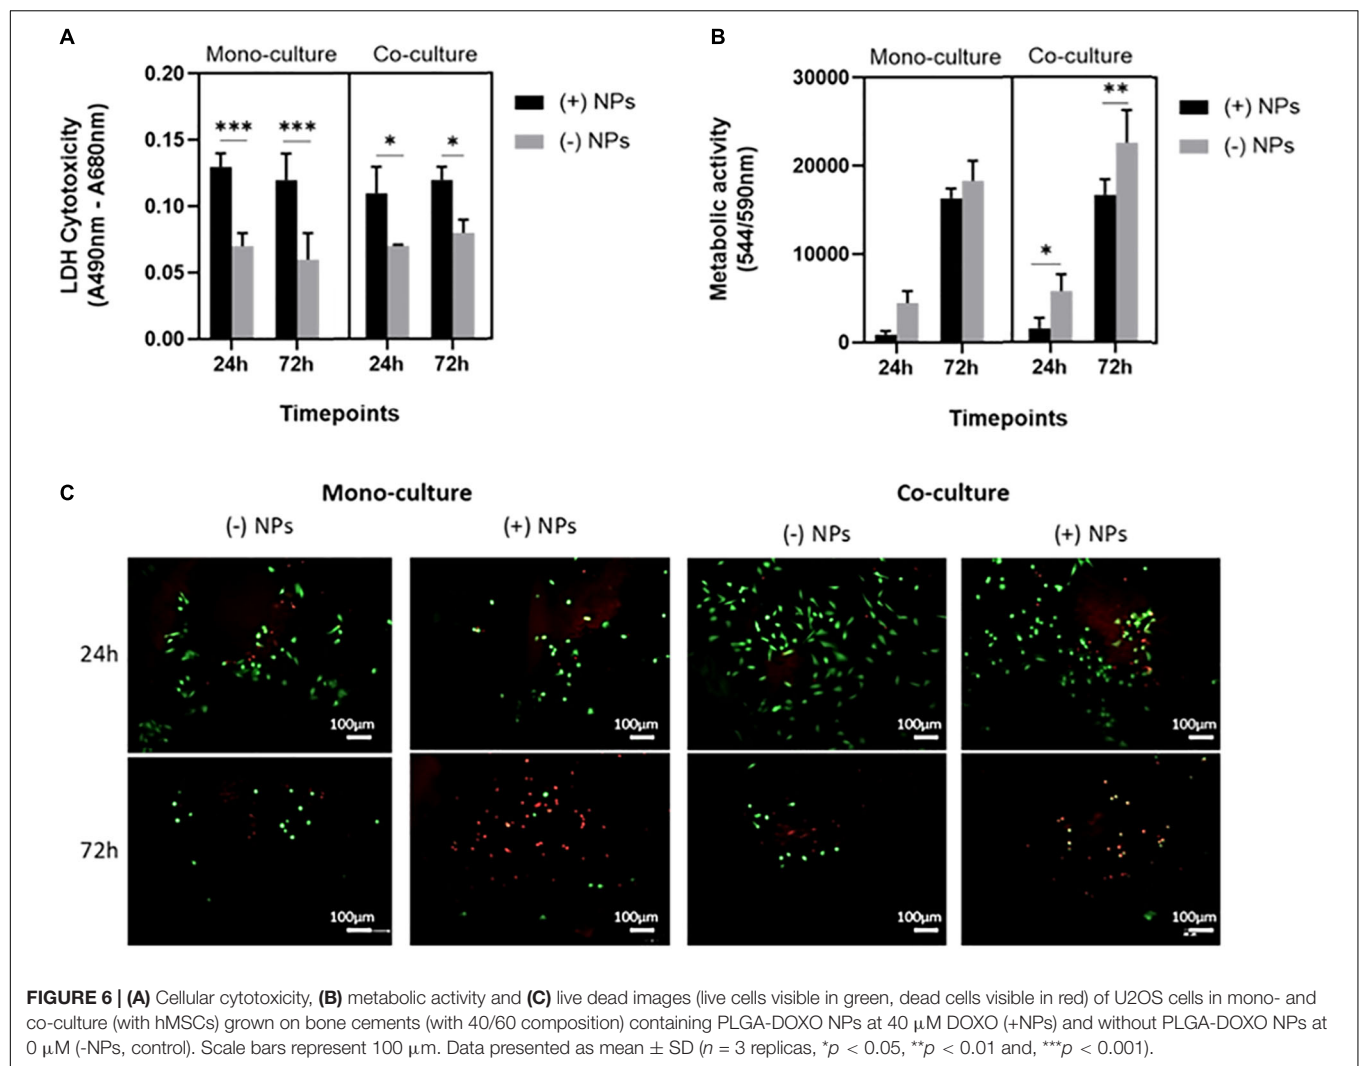 A
Mono-culture Co-culture
0.20
0.15
0.10
0.05
0.00
LDH Cytotoxicity
(A490nm - A680nm)
*** *** * *
24h 72h 24h 72h
Timepoints
(+) NPs
(-) NPs
B
Mono-culture Co-culture
30000
20000
10000
0
Metabolic activity
(544/590nm)
* **
24h 72h 24h 72h
Timepoints
(+) NPs
(-) NPs
C
Mono-culture Co-culture
(-) NPs (+) NPs (-) NPs (+) NPs
24h
100µm 100µm 100µm 100µm
72h
100µm 100µm 100µm 100µm
FIGURE 6 | (A) Cellular cytotoxicity, (B) metabolic activity and (C) live dead images (live cells visible in green, dead cells visible in red) of U2OS cells in mono- and
co-culture (with hMSCs) grown on bone cements (with 40/60 composition) containing PLGA-DOXO NPs at 40 µM DOXO (+NPs) and without PLGA-DOXO NPs at
0 µM (-NPs, control). Scale bars represent 100 µm. Data presented as mean ± SD (n = 3 replicas, *p < 0.05, **p < 0.01 and, ***p < 0.001).